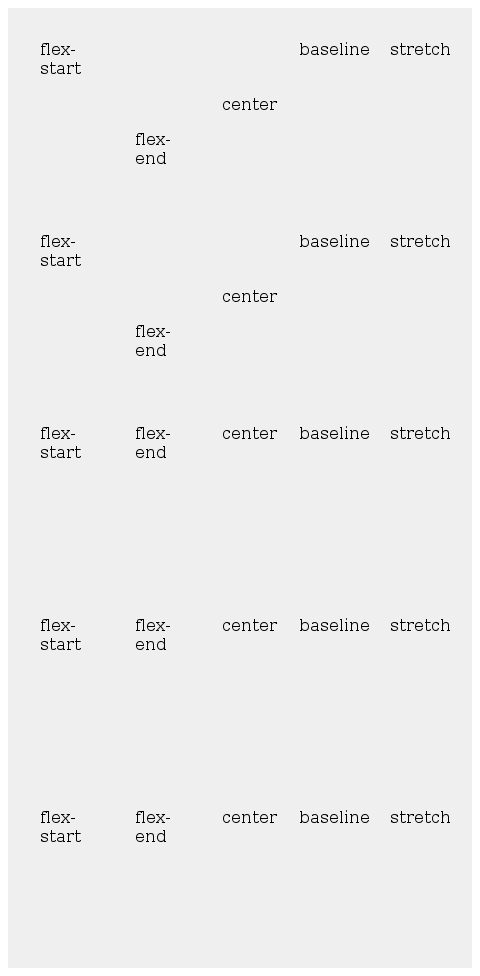 flex-
start
baseline
stretch
center
flex-
end
flex-
start
baseline
stretch
center
flex-
end
flex-
start
flex-
end
center
baseline
stretch
flex-
start
flex-
end
center
baseline
stretch
flex-
start
flex-
end
center
baseline
stretch